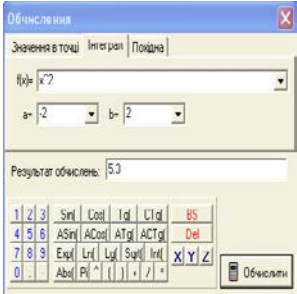 Обчислення
Значення в точці Інтеграл Похідна
f(x)= x^2
a= -2 b= 2
Результат обчислень: 5.3
1 2 3 Sin( Cos( Tg( CTg( BS
4 5 6 ASin( ACos( ATg( ACTg( Del
7 8 9 Exp( Ln( Lg( Sqrt( Int( X Y Z
0 . - Abs( Pi ^ ( ) + / * Обчислити